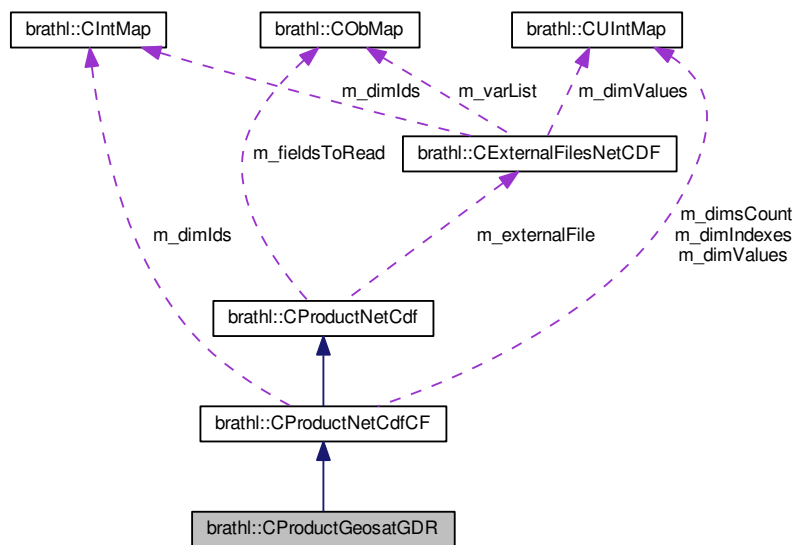 brathl::CIntMap
brathl::CObMap
brathl::CUIntMap
m_dimIds
m_varList
m_dimValues
m_fieldsToRead
brathl::CExternalFilesNetCDF
m_dimIds
m_externalFile
m_dimsCount
m_dimIndexes
m_dimValues
brathl::CProductNetCdf
brathl::CProductNetCdfCF
brathl::CProductGeosatGDR